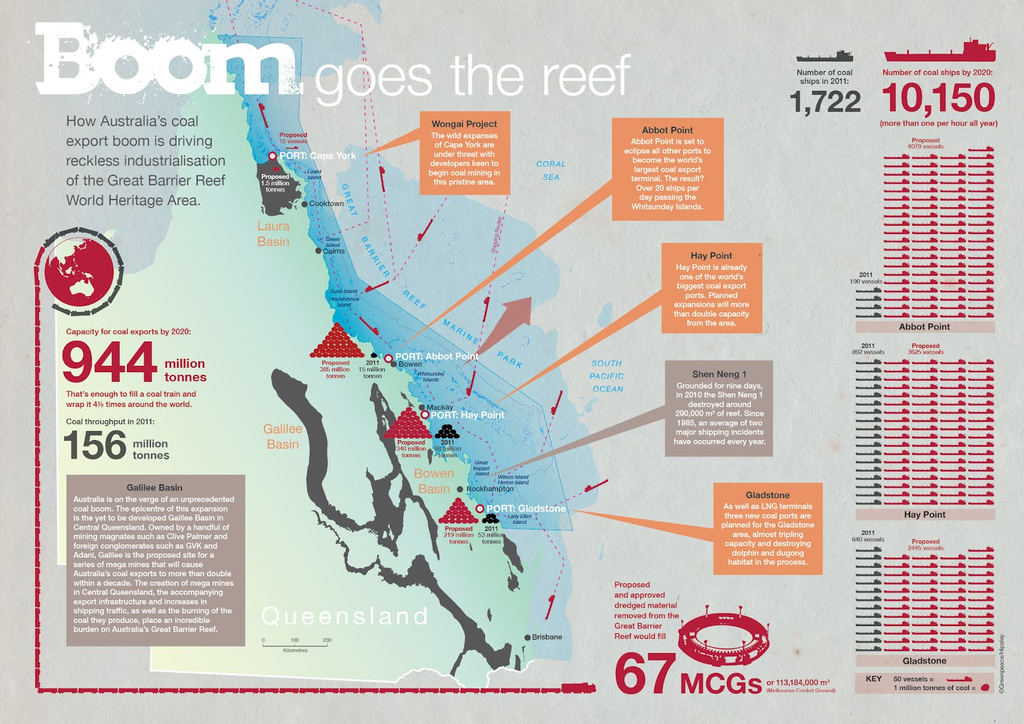 Boom goes the reef
How Australia's coal
export boom is driving
reckless industrialisation
of the Great Barrier Reef
World Heritage Area.
Number of coal
ships in 2011:
1,722
Number of coal ships by 2020:
10,150
(more than one per hour all year)
Wongai Project
The wild expanses
of Cape York are
under threat with
developers keen to
begin coal mining in
this pristine area.
Abbot Point
Abbot Point is set to
eclipse all other ports to
become the world's
largest coal export
terminal. The result?
Over 20 ships per
day passing the
Whitsunday Islands.
Hay Point
Hay Point is already
one of the world's
biggest coal export
ports. Planned
expansions will more
than double capacity
from the area.
Shen Neng 1
Grounded for nine days,
in 2010 the Shen Neng 1
destroyed around
290,000 m² of reef. Since
1985, an average of two
major shipping incidents
have occurred every year.
Gladstone
As well as LNG terminals
three new coal ports are
planned for the Gladstone
area, almost tripling
capacity and destroying
dolphin and dugong
habitat in the process.
Proposed
10 vessels
PORT: Cape York
Proposed
1.5 million
tonnes
Lizard
Island
Cooktown
Laura
Basin
Green
Island
Cairns
GREAT
BARRIER
REEF
MARINE
PARK
CORAL
SEA
Dunk Island
Hinchinbrook
Island
PORT: Abbot Point
Bowen
Proposed
385 million
tonnes
2011
15 million
tonnes
Whitsunday
Islands
SOUTH
PACIFIC
OCEAN
Mackay
PORT: Hay Point
Proposed
340 million
tonnes
2011
tonnes
Galilee
Basin
Bowen
Basin
Great
Keppel
Island
Wilson Island
Heron Island
Rockhampton
PORT: Gladstone
Lady Elliot
Island
Proposed
219 million
tonnes
2011
53 million
tonnes
Queensland
0 100 200
Kilometres
Brisbane
Capacity for coal exports by 2020:
944 million
tonnes
That's enough to fill a coal train and
wrap it 4½ times around the world.
Coal throughput in 2011:
156 million
tonnes
Galilee Basin
Australia is on the verge of an unprecedented
coal boom. The epicentre of this expansion
is the yet to be developed Galilee Basin in
Central Queensland. Owned by a handful of
mining magnates such as Clive Palmer and
foreign conglomerates such as GVK and
Adani, Galilee is the proposed site for a
series of mega mines that will cause
Australia's coal exports to more than double
within a decade. The creation of mega mines
in Central Queensland, the accompanying
export infrastructure and increases in
shipping traffic, as well as the burning of the
coal they produce, place an incredible
burden on Australia's Great Barrier Reef.
Proposed
and approved
dredged material
removed from the
Great Barrier
Reef would fill
67 MCGs or 113,184,000 m²
(Melbourne Cricket Ground)
Proposed
4079 vessels
2011
190 vessels
Abbot Point
2011
892 vessels
Proposed
3625 vessels
Hay Point
2011
640 vessels
Proposed
2445 vessels
Gladstone
KEY
50 vessels =
1 million tonnes of coal =
©Greenpeace/Hipsley